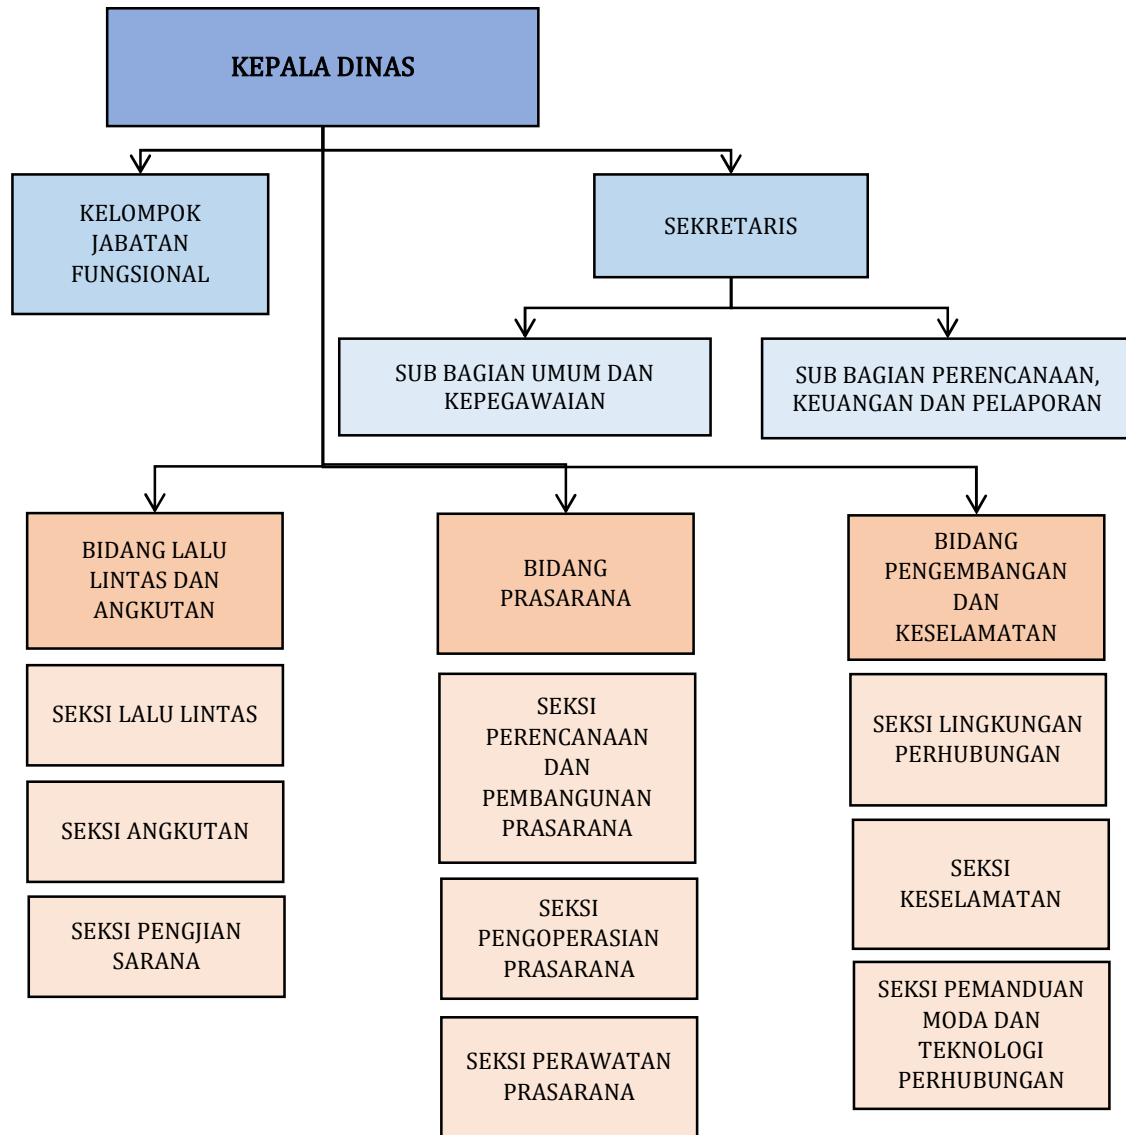 KEPALA DINAS
KELOMPOK
JABATAN
FUNGSIONAL
SEKRETARIS
SUB BAGIAN UMUM DAN
KEPEGAWAIAN
SUB BAGIAN PERENCANAAN,
KEUANGAN DAN PELAPORAN
BIDANG LALU
LINTAS DAN
ANGKUTAN
SEKSI LALU LINTAS
SEKSI ANGKUTAN
SEKSI PENGJIAN
SARANA
BIDANG
PRASARANA
SEKSI
PERENCANAAN
DAN
PEMBANGUNAN
PRASARANA
SEKSI
PENGOPERASIAN
PRASARANA
SEKSI PERAWATAN
PRASARANA
BIDANG
PENGEMBANGAN
DAN
KESELAMATAN
SEKSI LINGKUNGAN
PERHUBUNGAN
SEKSI
KESELAMATAN
SEKSI PEMANDUAN
MODA DAN
TEKNOLOGI
PERHUBUNGAN